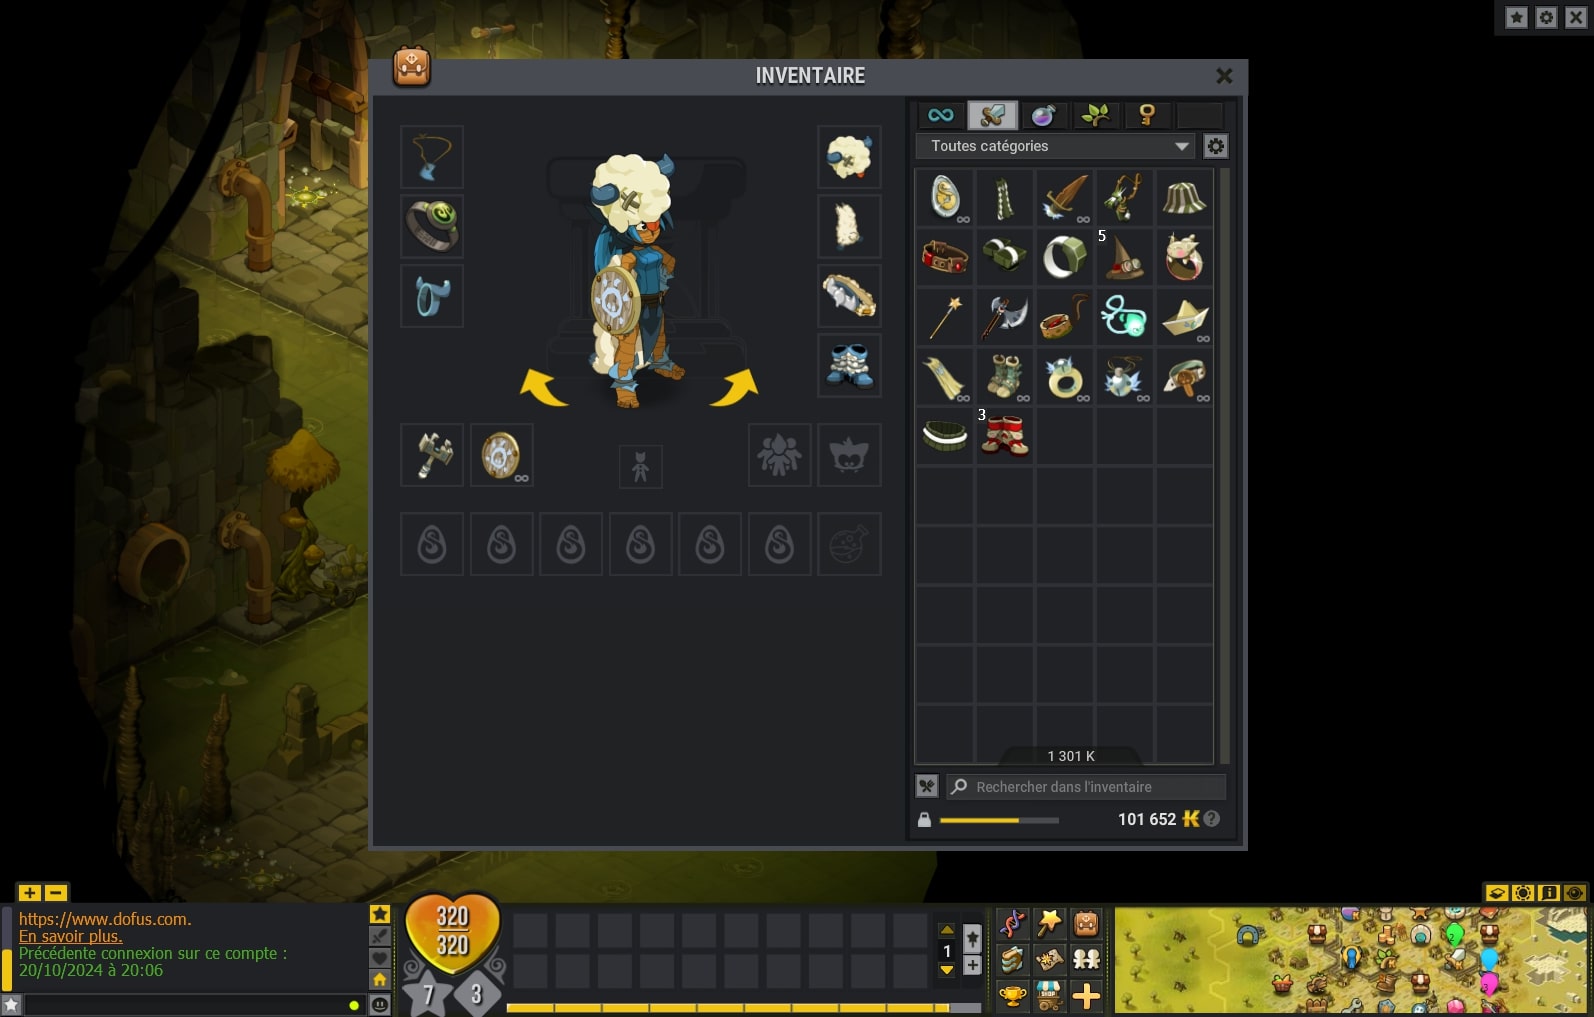 INVENTAIRE
Toutes catégories
5
3
1 301 K
Rechercher dans l'inventaire
101 652
https://www.dofus.com.
En savoir plus.
Précédente connexion sur ce compte :
20/10/2024 à 20:06
320
320
7
3
1
SHOP